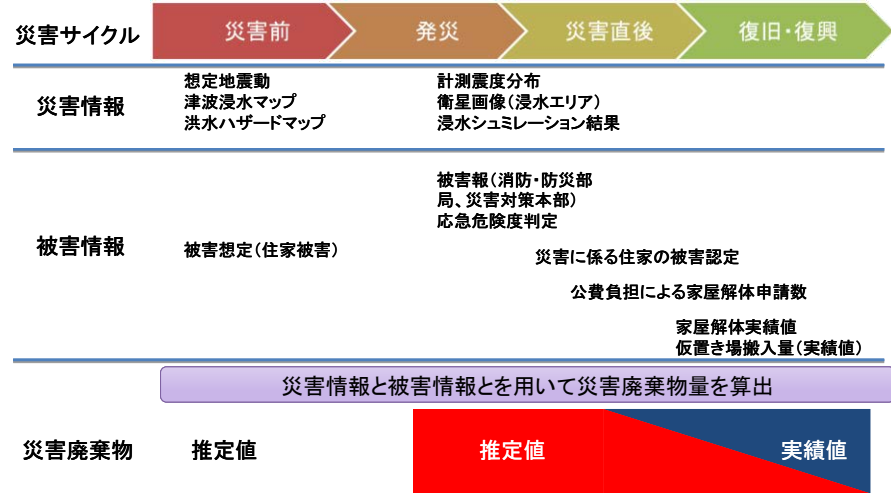 災害サイクル
災害前
発災
災害直後
復旧・復興
災害情報
想定地震動
津波浸水マップ
洪水ハザードマップ
計測震度分布
衛星画像(浸水エリア)
浸水シュミレーション結果
被害情報
被害想定(住家被害)
被害報(消防・防災部
局、災害対策本部)
応急危険度判定
災害に係る住家の被害認定
公費負担による家屋解体申請数
家屋解体実績値
仮置き場搬入量(実績値)
災害情報と被害情報とを用いて災害廃棄物量を算出
災害廃棄物
推定値
推定値
実績値